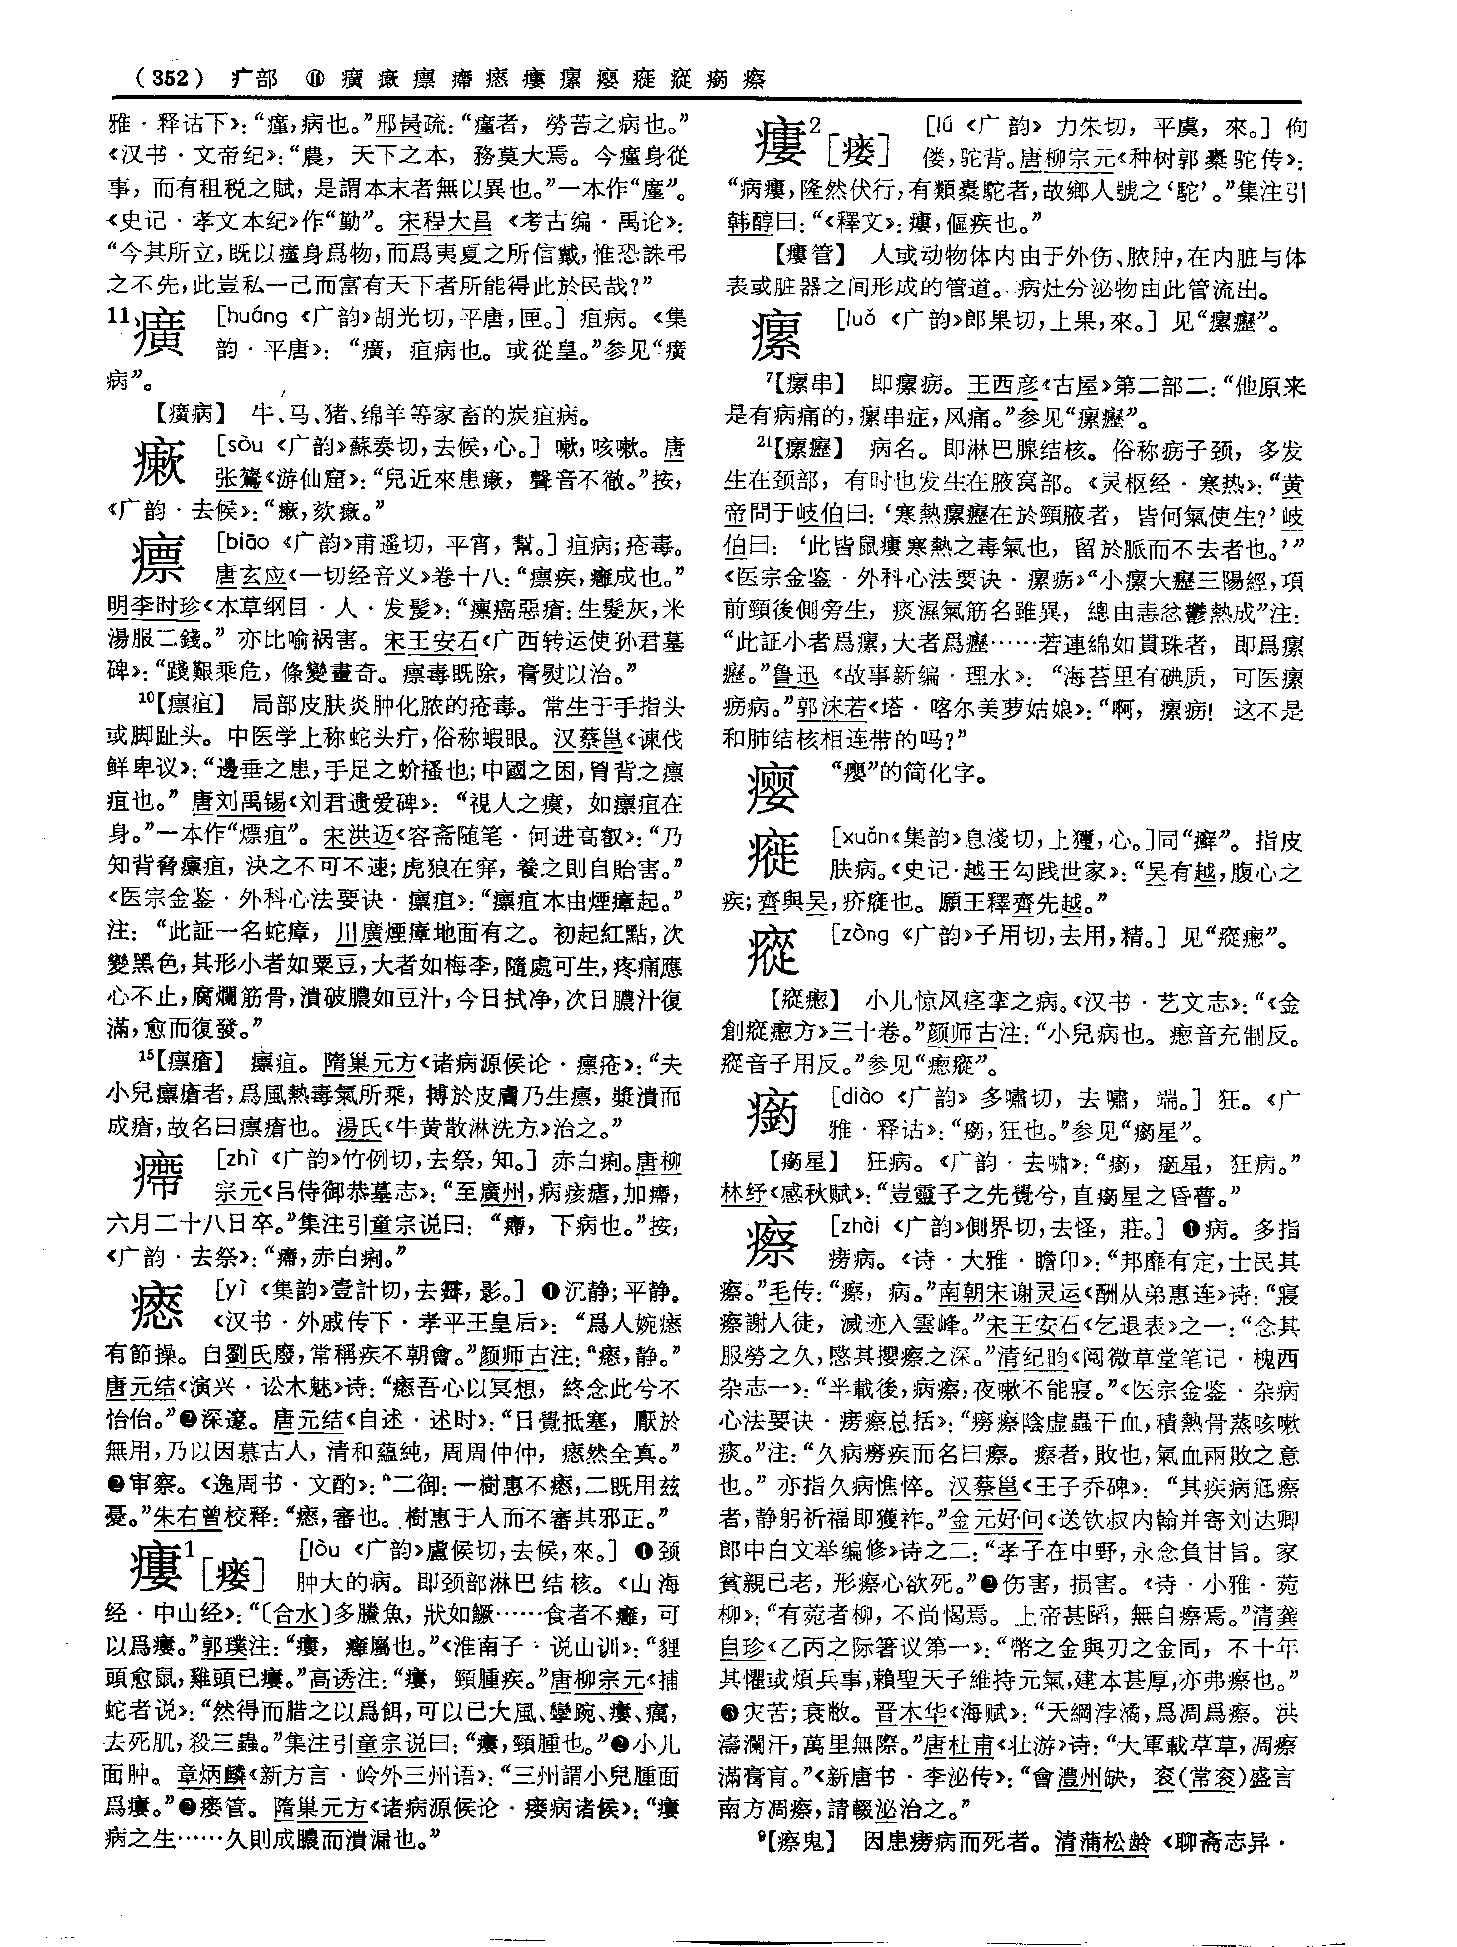 （352） 疒部 ⑪ 癀 瘷 瘭 㿃 瘱 瘻 瘰 瘿 𤻎 瘲 瘹 瘵
雅·释诂下》：“瘽，病也。”邢昺疏：“瘽者，勞苦之病也。”
《汉书·文帝纪》：“農，天下之本，務莫大焉。今瘽身從
事，而有租税之賦，是謂本末者無以異也。”一本作“廑”。
《史记·孝文本纪》作“勤”。宋程大昌《考古编·禹论》：
“今其所立，既以瘽身爲物，而爲夷夏之所信戴，惟恐誅弔
之不先，此豈私一己而富有天下者所能得此於民哉？”
11癀 [huáng 《广韵》胡光切，平唐，匣。] 疽病。《集
韵·平唐》：“癀，疽病也。或從皇。”参见“癀
病”。
【癀病】 牛、马、猪、绵羊等家畜的炭疽病。
瘷 [sòu 《广韵》蘇奏切，去候，心。] 嗽，咳嗽。唐
张鷟《游仙窟》：“兒近來患瘷，聲音不徹。”按，
《广韵·去候》：“瘷，欬瘷。”
瘭 [biāo 《广韵》甫遥切，平宵，幫。] 疽病；疮毒。
唐玄应《一切经音义》卷十八：“瘭疾，癰成也。”
明李时珍《本草纲目·人·发髲》：“瘭癌惡瘡：生髮灰，米
湯服二錢。”亦比喻祸害。宋王安石《广西转运使孙君墓
碑》：“踐艱乘危，條變畫奇。瘭毒既除，膏熨以治。”
10【瘭疽】 局部皮肤炎肿化脓的疮毒。常生于手指头
或脚趾头。中医学上称蛇头疔，俗称蝦眼。汉蔡邕《谏伐
鲜卑议》：“邊垂之患，手足之蚧搔也；中國之困，胷背之瘭
疽也。”唐刘禹锡《刘君遗爱碑》：“視人之瘼，如瘭疽在
身。”一本作“熛疽”。宋洪迈《容斋随笔·何进高叡》：“乃
知背脅瘭疽，決之不可不速；虎狼在穽，養之則自貽害。”
《医宗金鉴·外科心法要诀·瘭疽》：“瘭疽本由煙瘴起。”
注：“此証一名蛇瘴，川廣煙瘴地面有之。初起紅點，次
變黑色，其形小者如粟豆，大者如梅李，隨處可生，疼痛應
心不止，腐爛筋骨，潰破膿如豆汁，今日拭净，次日膿汁復
滿，愈而復發。”
15【瘭瘡】 瘭疽。隋巢元方《诸病源候论·瘭疮》：“夫
小兒瘭瘡者，爲風熱毒氣所乘，搏於皮膚乃生瘭，漿潰而
成瘡，故名曰瘭瘡也。湯氏《牛黄散淋洗方》治之。”
㿃 [zhì 《广韵》竹例切，去祭，知。] 赤白痢。唐柳
宗元《吕侍御恭墓志》：“至廣州，病痎瘧，加㿃，
六月二十八日卒。”集注引童宗说曰：“㿃，下病也。”按，
《广韵·去祭》：“㿃，赤白痢。”
瘱 [yì 《集韵》壹計切，去霽，影。] ❶沉静；平静。
《汉书·外戚传下·孝平王皇后》：“爲人婉瘱
有節操。自劉氏廢，常稱疾不朝會。”颜师古注：“瘱，静。”
唐元结《演兴·讼木魅》诗：“瘱吾心以冥想，終念此兮不
怡佁。”❷深邃。唐元结《自述·述时》：“日覺抵塞，厭於
無用，乃以因慕古人，清和蘊純，周周仲仲，瘱然全真。”
❸审察。《逸周书·文酌》：“二御：一樹惠不瘱，二既用兹
憂。”朱右曾校释：“瘱，審也。樹惠于人而不審其邪正。”
瘻1［瘘］ [lòu 《广韵》盧候切，去候，來。] ❶颈
肿大的病。即颈部淋巴结核。《山海
经·中山经》：“〔合水〕多䲢魚，狀如鱖……食者不癰，可
以爲瘻。”郭璞注：“瘻，癰屬也。”《淮南子·说山训》：“貍
頭愈鼠，雞頭已瘻。”高诱注：“瘻，頸腫疾。”唐柳宗元《捕
蛇者说》：“然得而腊之以爲餌，可以已大風、攣踠、瘻、癘，
去死肌，殺三蟲。”集注引童宗说曰：“瘻，頸腫也。”❷小儿
面肿。章炳麟《新方言·岭外三州语》：“三州謂小兒腫面
爲瘻。”❸瘘管。隋巢元方《诸病源候论·瘘病诸侯》：“瘻
病之生……久則成膿而潰漏也。”
瘻2［瘘］ [lǘ 《广韵》力朱切，平虞，來。] 佝
偻，驼背。唐柳宗元《种树郭橐驼传》：
“病瘻，隆然伏行，有類橐駝者，故鄉人號之‘駝’。”集注引
韩醇曰：“《釋文》：瘻，傴疾也。”
【瘻管】 人或动物体内由于外伤、脓肿，在内脏与体
表或脏器之间形成的管道。病灶分泌物由此管流出。
瘰 [luǒ 《广韵》郎果切，上果，來。] 见“瘰癧”。
7【瘰串】 即瘰疬。王西彦《古屋》第二部二：“他原来
是有病痛的，瘰串症，风痛。”参见“瘰癧”。
21【瘰癧】 病名。即淋巴腺结核。俗称疬子颈，多发
生在颈部，有时也发生在腋窝部。《灵枢经·寒热》：“黄
帝問于岐伯曰：‘寒熱瘰癧在於頸腋者，皆何氣使生？’岐
伯曰：‘此皆鼠瘻寒熱之毒氣也，留於脈而不去者也。’”
《医宗金鉴·外科心法要诀·瘰疬》“小瘰大癧三陽經，項
前頸後側旁生，痰濕氣筋名雖異，總由恚忿鬱熱成”注：
“此証小者爲瘰，大者爲癧……若連綿如貫珠者，即爲瘰
癧。”鲁迅《故事新编·理水》：“海苔里有碘质，可医瘰
疬病。”郭沫若《塔·喀尔美萝姑娘》：“啊，瘰疬！这不是
和肺结核相连带的吗？”
瘿 “癭”的简化字。
𤻎 [xuǎn《集韵》息淺切，上獮，心。]同“癬”。指皮
肤病。《史记·越王勾践世家》：“吴有越，腹心之
疾；齊與吴，疥𤻎也。願王釋齊先越。”
瘲 [zòng 《广韵》子用切，去用，精。] 见“瘲瘛”。
【瘲瘛】 小儿惊风痉挛之病。《汉书·艺文志》：“《金
創瘲瘛方》三十卷。”颜师古注：“小兒病也。瘛音充制反。
瘲音子用反。”参见“瘛瘲”。
瘹 [diào 《广韵》多嘯切，去嘯，端。] 狂。《广
雅·释诂》：“瘹，狂也。”参见“瘹星”。
【瘹星】 狂病。《广韵·去啸》：“瘹，瘹星，狂病。”
林纾《感秋赋》：“豈靈子之先覺兮，直瘹星之昏瞢。”
瘵 [zhài 《广韵》側界切，去怪，莊。] ❶病。多指
痨病。《诗·大雅·瞻卬》：“邦靡有定，士民其
瘵。”毛传：“瘵，病。”南朝宋谢灵运《酬从弟惠连》诗：“寢
瘵謝人徒，滅迹入雲峰。”宋王安石《乞退表》之一：“念其
服勞之久，愍其攖瘵之深。”清纪昀《阅微草堂笔记·槐西
杂志一》：“半載後，病瘵，夜嗽不能寢。”《医宗金鉴·杂病
心法要诀·痨瘵总括》：“癆瘵陰虚蟲干血，積熱骨蒸咳嗽
痰。”注：“久病癆疾而名曰瘵。瘵者，敗也，氣血兩敗之意
也。”亦指久病憔悴。汉蔡邕《王子乔碑》：“其疾病尫瘵
者，静躬祈福即獲祚。”金元好问《送钦叔内翰并寄刘达卿
郎中白文举编修》诗之二：“孝子在中野，永念負甘旨。家
貧親已老，形瘵心欲死。”❷伤害，损害。《诗·小雅·菀
柳》：“有菀者柳，不尚愒焉。上帝甚蹈，無自瘵焉。”清龚
自珍《乙丙之际箸议第一》：“幣之金與刃之金同，不十年
其懼或煩兵事，賴聖天子維持元氣，建本甚厚，亦弗瘵也。”
❸灾苦；衰敝。晋木华《海赋》：“天綱浡潏，爲凋爲瘵。洪
濤瀾汗，萬里無際。”唐杜甫《壮游》诗：“大軍載草草，凋瘵
滿膏肓。”《新唐书·李泌传》：“會澧州缺，衮（常衮）盛言
南方凋瘵，請輟泌治之。”
9【瘵鬼】 因患痨病而死者。清蒲松龄《聊斋志异·